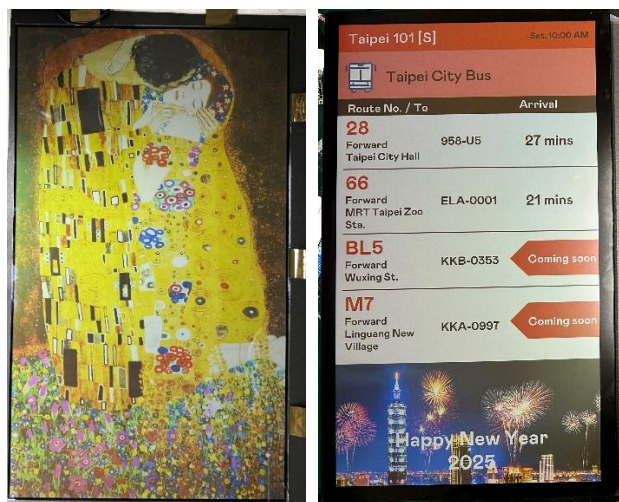 Taipei 101 [S]
Sat.10:00 AM
Taipei City Bus
Route No. / To
Arrival
28
Forward
Taipei City Hall
958-U5
27 mins
66
Forward
MRT Taipei Zoo
Sta.
ELA-0001
21 mins
BL5
Forward
Wuxing St.
KKB-0353
Coming soon
M7
Forward
Linguang New
Village
KKA-0997
Coming soon
Happy New Year
2025